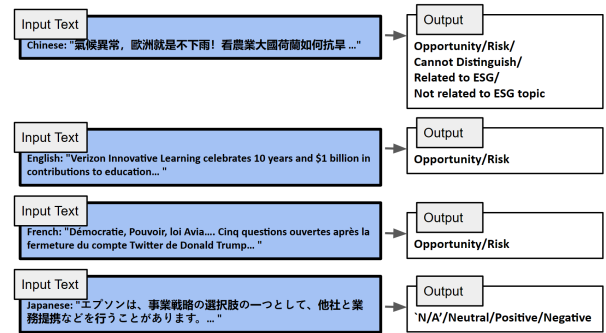 Input Text
Output
Chinese: "氣候異常，歐洲就是不下雨！看農業大國荷蘭如何抗旱 ..."
Opportunity/Risk/
Cannot Distinguish/
Related to ESG/
Not related to ESG topic
Input Text
Output
English: "Verizon Innovative Learning celebrates 10 years and $1 billion in
contributions to education... "
Opportunity/Risk
Input Text
Output
French: "Démocratie, Pouvoir, loi Avia.... Cinq questions ouvertes après la
fermeture du compte Twitter de Donald Trump... "
Opportunity/Risk
Input Text
Output
Japanese: "エプソンは、事業戦略の選択肢の一つとして、他社と業
務提携などを行うことがあります。... "
`N/A’/Neutral/Positive/Negative